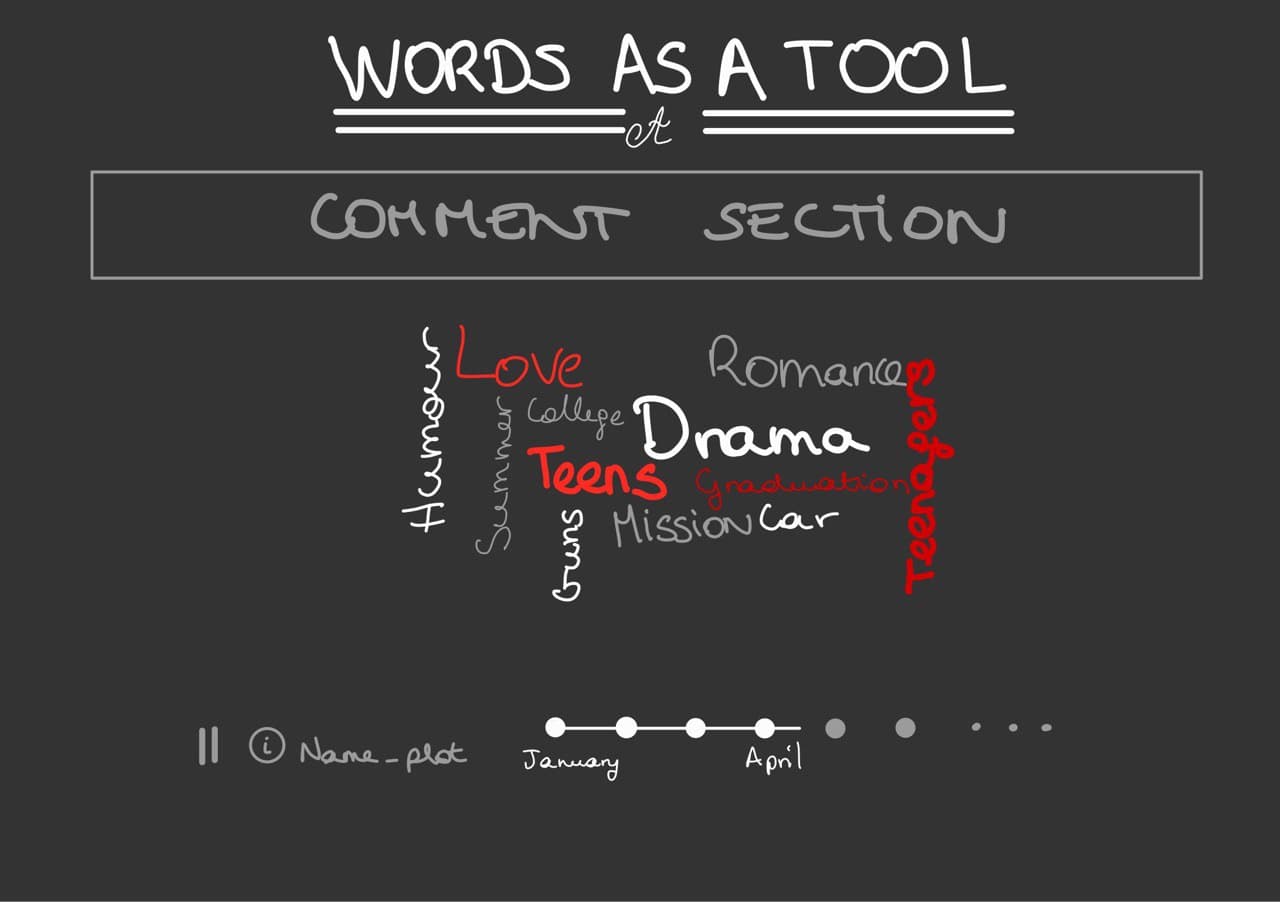 WORDS AS A TOOL
A
COMMENT SECTION
Humour
Love
Romance
Teenagers
Summer
College
Drama
Teens
Graduation
Guns
Mission
Car
i
Name_plot
January
April
. . .